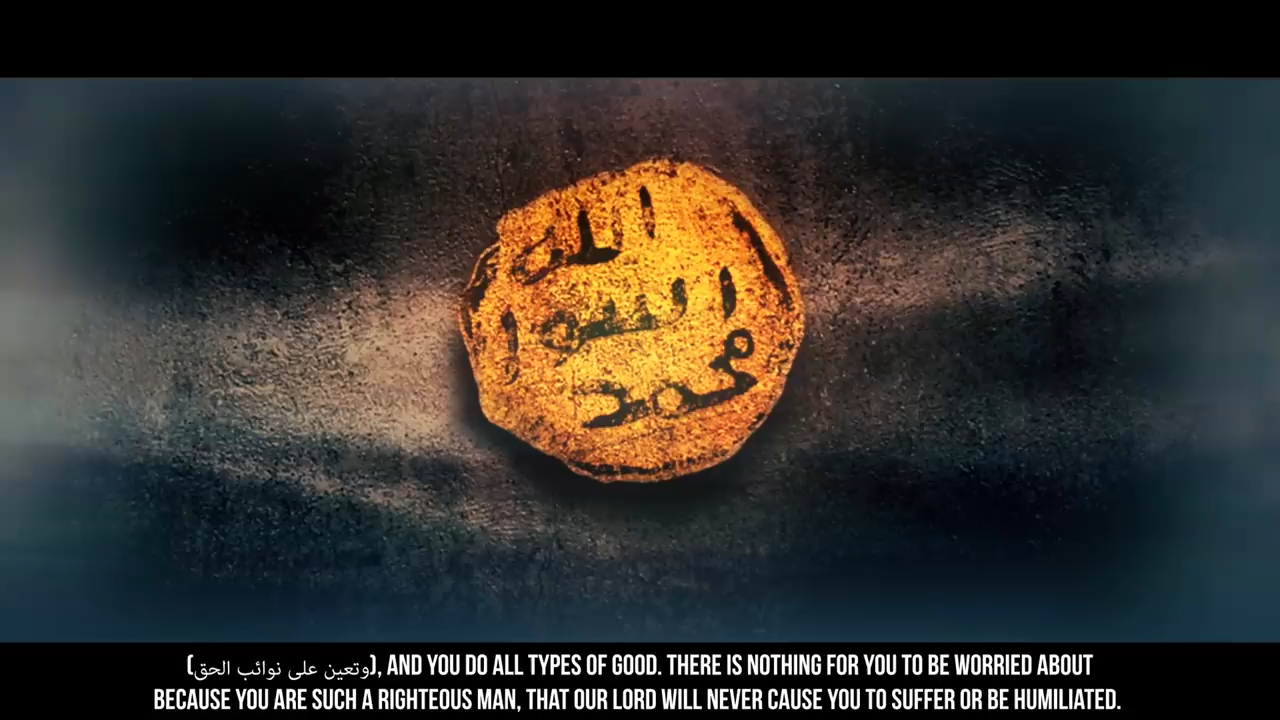 الله
رسول
محمد
(وتعين على نوائب الحق), AND YOU DO ALL TYPES OF GOOD. THERE IS NOTHING FOR YOU TO BE WORRIED ABOUT
BECAUSE YOU ARE SUCH A RIGHTEOUS MAN, THAT OUR LORD WILL NEVER CAUSE YOU TO SUFFER OR BE HUMILIATED.